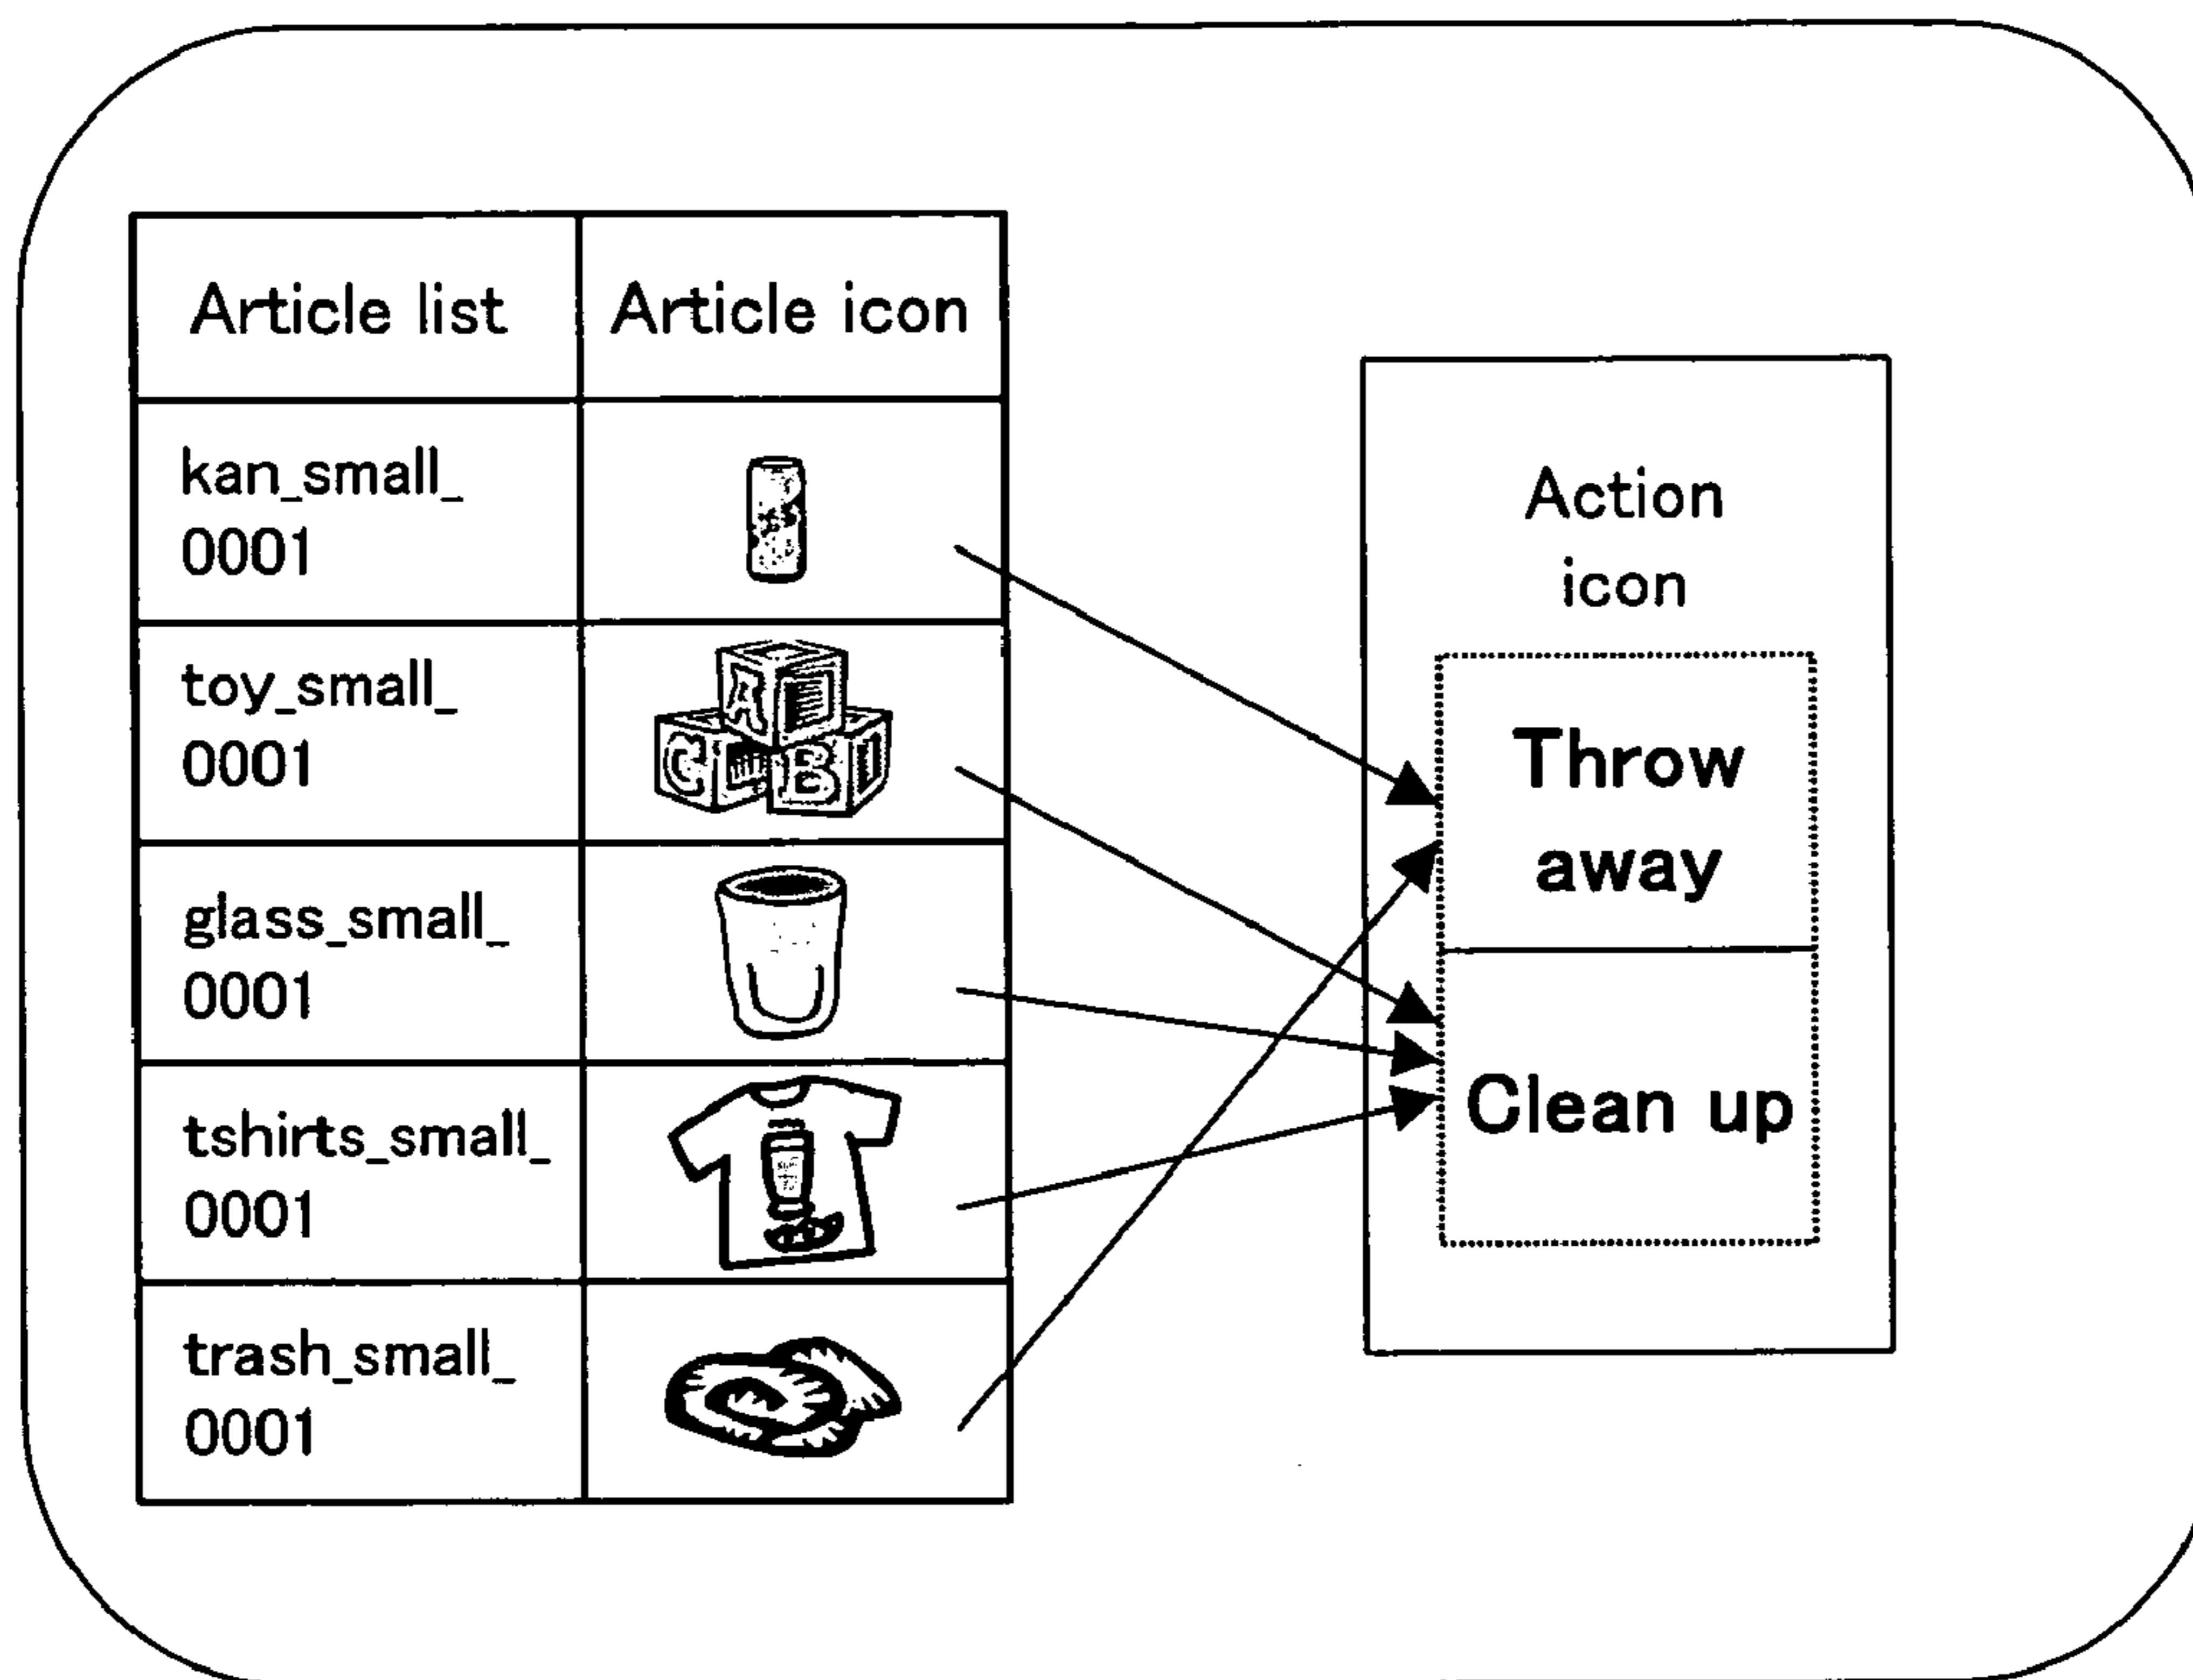 Article list
Article icon
kan_small_
0001
toy_small_
0001
A
C
B
glass_small_
0001
tshirts_small_
0001
trash_small_
0001
Action
icon
Throw
away
Clean up